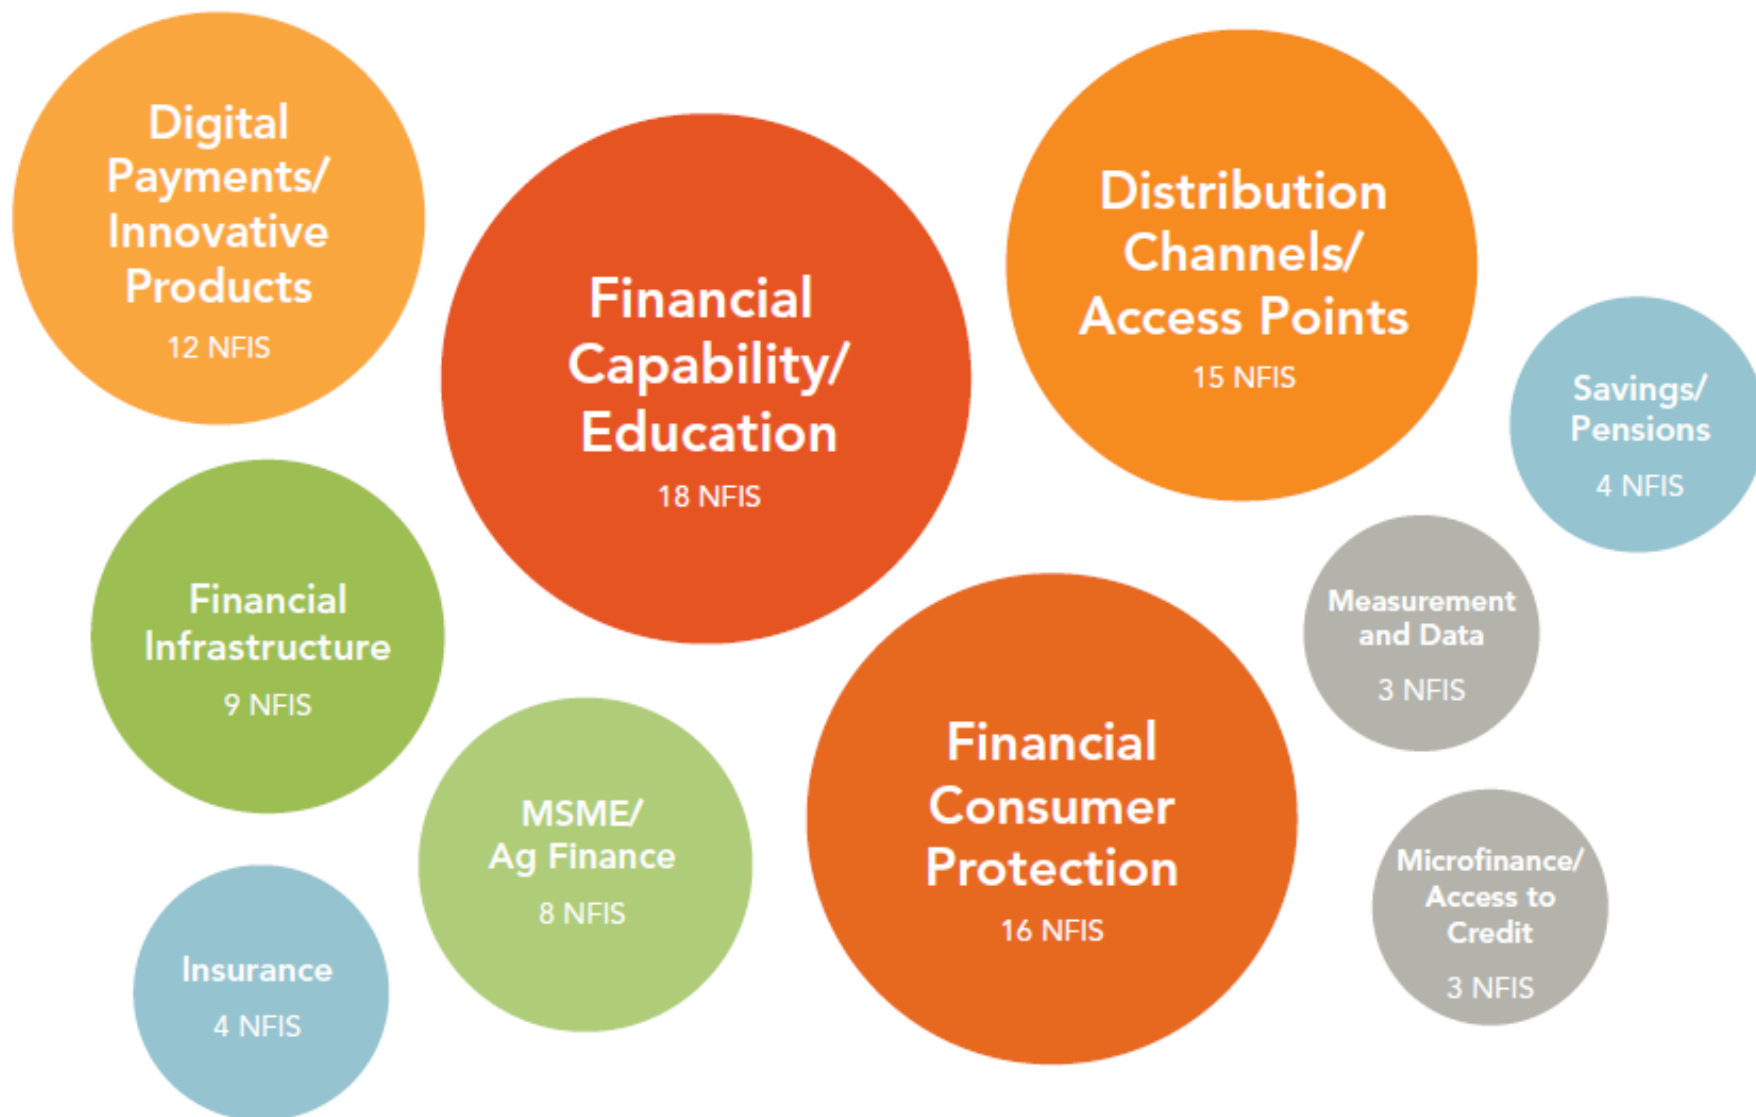 Digital
Payments/
Innovative
Products
12 NFIS
Financial
Capability/
Education
18 NFIS
Distribution
Channels/
Access Points
15 NFIS
Savings/
Pensions
4 NFIS
Financial
Infrastructure
9 NFIS
MSME/
Ag Finance
8 NFIS
Financial
Consumer
Protection
16 NFIS
Measurement
and Data
3 NFIS
Insurance
4 NFIS
Microfinance/
Access to
Credit
3 NFIS